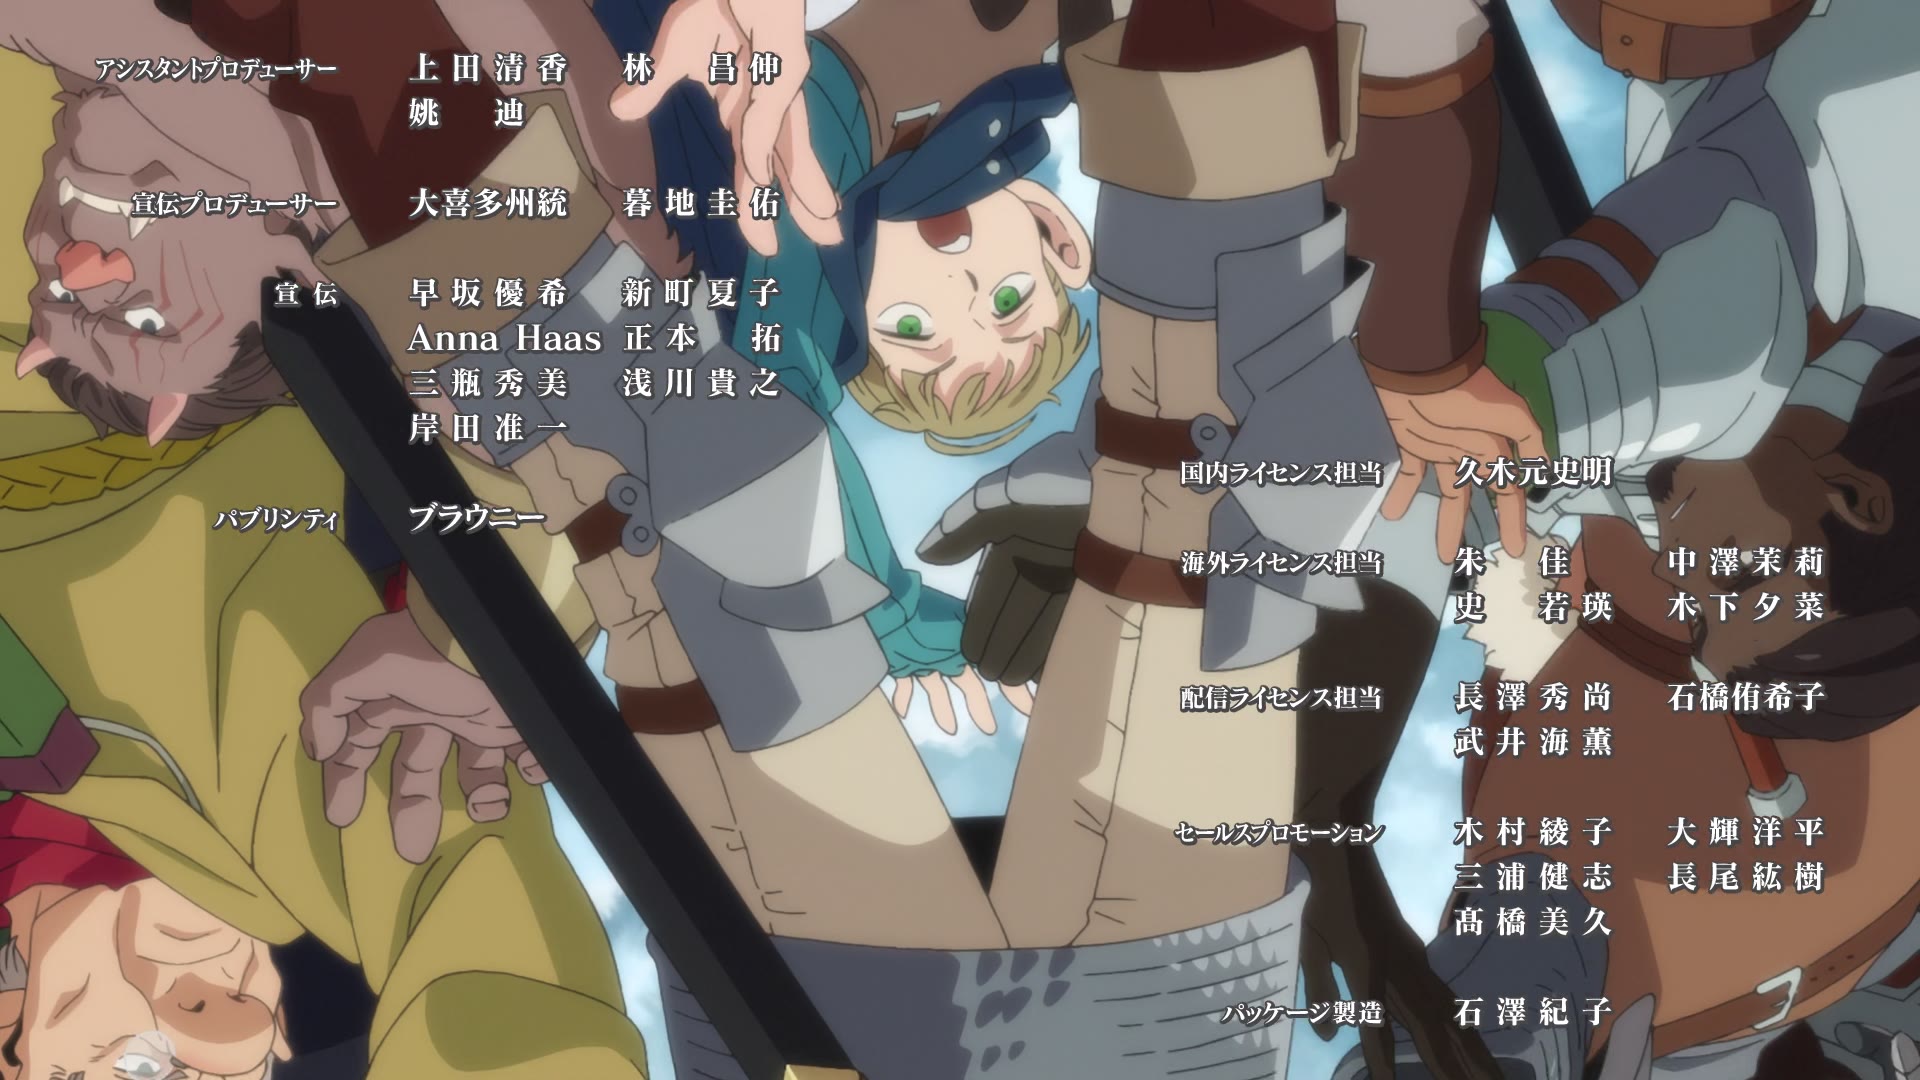 アシスタントプロデューサー 上田清香 林昌伸
姚迪
宣伝プロデューサー 大喜多州統 暮地圭佑
宣伝 早坂優希 新町夏子
Anna Haas 正本拓
三瓶秀美 浅川貴之
岸田准一
パブリシティ ブラウニー
国内ライセンス担当 久木元史明
海外ライセンス担当 朱佳 中澤茉莉
史若瑛 木下夕菜
配信ライセンス担当 長澤秀尚 石橋侑希子
武井海薫
セールスプロモーション 木村綾子 大輝洋平
三浦健志 長尾紘樹
髙橋美久
パッケージ製造 石澤紀子